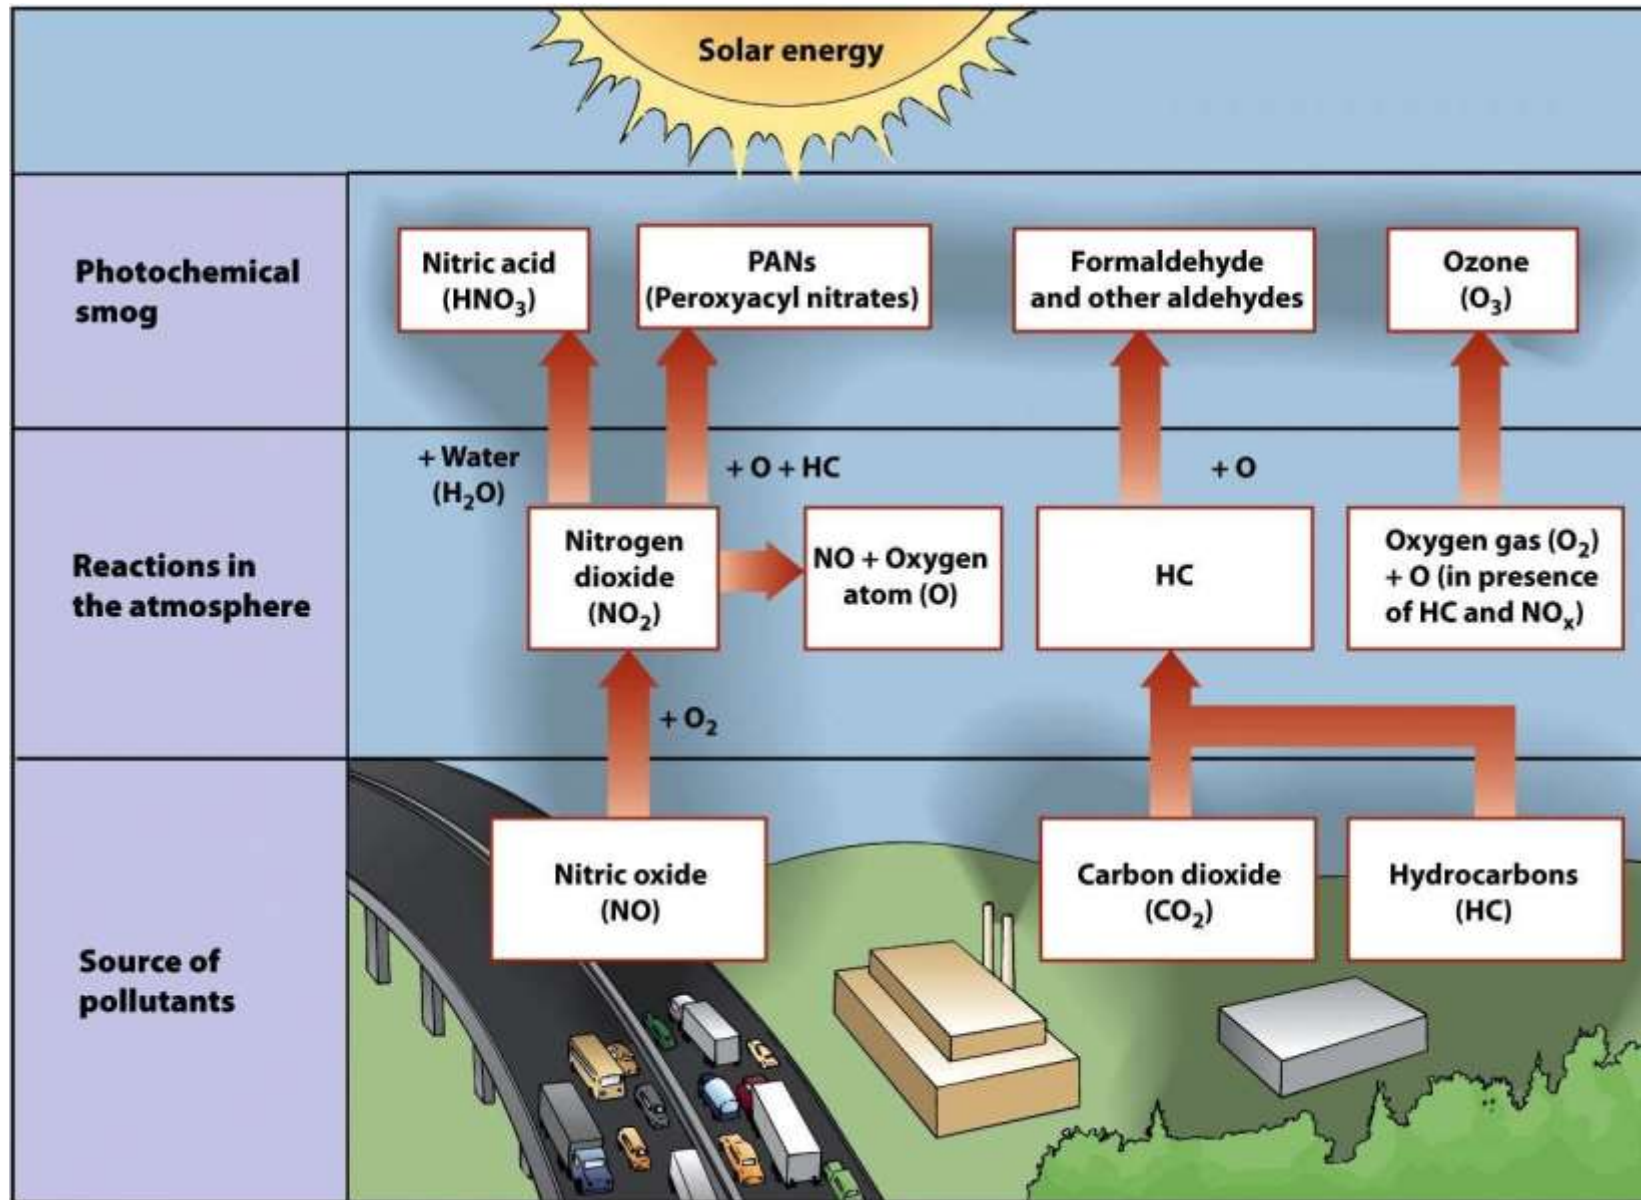 Solar energy
Photochemical
smog
Nitric acid
(HNO₃)
PANs
(Peroxyacyl nitrates)
Formaldehyde
and other aldehydes
Ozone
(O₃)
Reactions in
the atmosphere
+ Water
(H₂O)
+ O + HC
+ O
Nitrogen
dioxide
(NO₂)
NO + Oxygen
atom (O)
HC
Oxygen gas (O₂)
+ O (in presence
of HC and NOₓ)
+ O₂
Source of
pollutants
Nitric oxide
(NO)
Carbon dioxide
(CO₂)
Hydrocarbons
(HC)